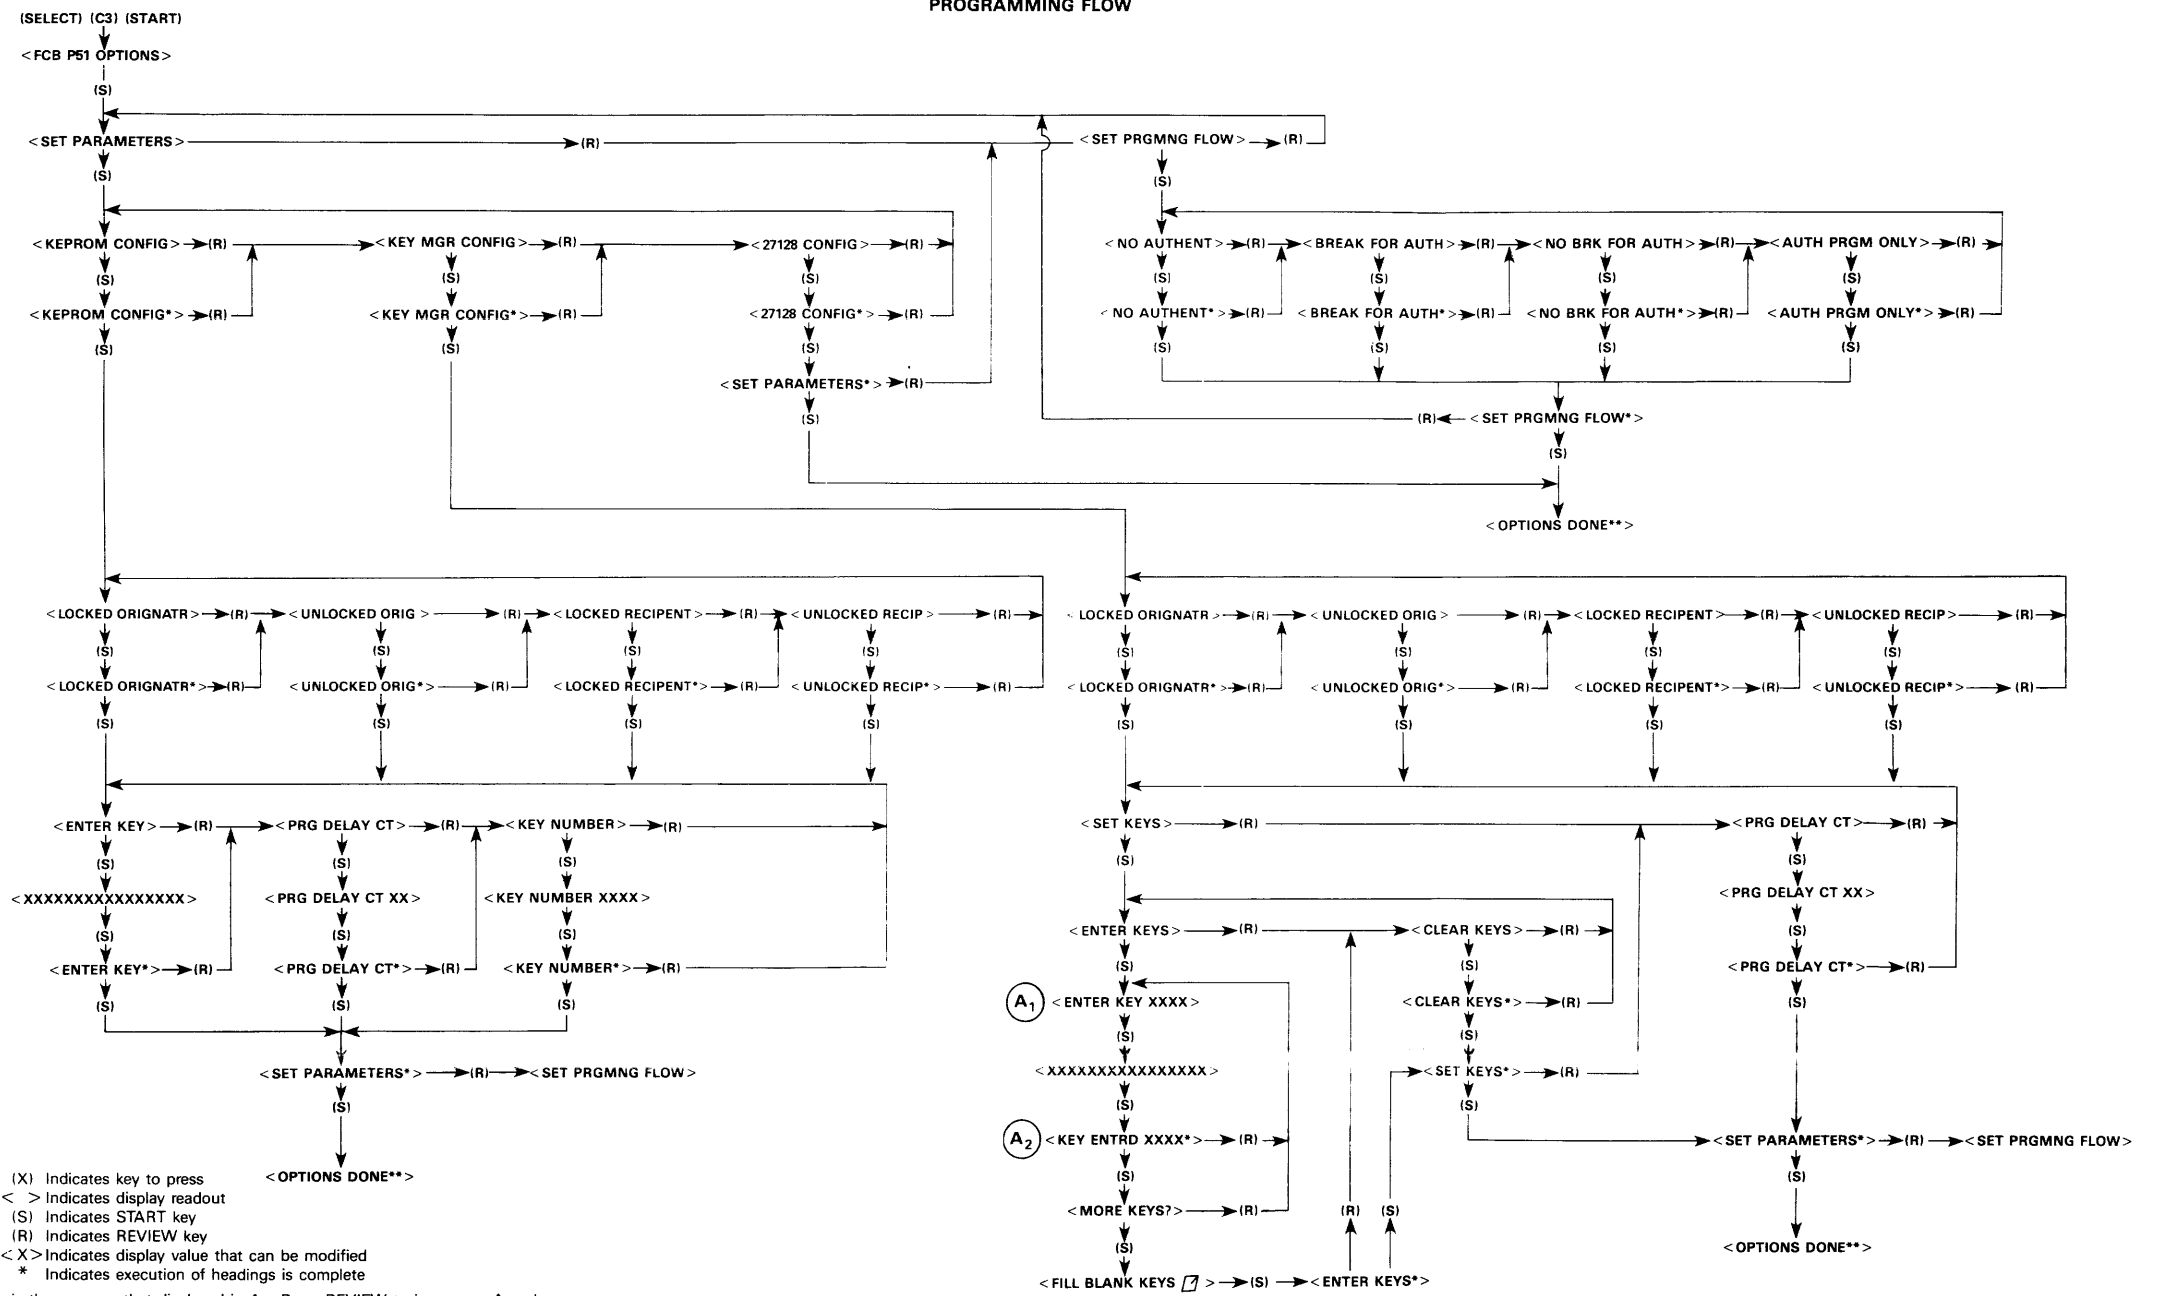 PROGRAMMING FLOW
(SELECT) (C3) (START)
<FCB P51 OPTIONS>
(S)
<SET PARAMETERS> (R) <SET PRGMNG FLOW> (R)
(S) (S)
<KEPROM CONFIG> (R) <KEY MGR CONFIG> (R) <27128 CONFIG> (R) <NO AUTHENT> (R) <BREAK FOR AUTH> (R) <NO BRK FOR AUTH> (R) <AUTH PRGM ONLY> (R)
(S) (S) (S) (S) (S) (S) (S)
<KEPROM CONFIG*> (R) <KEY MGR CONFIG*> (R) <27128 CONFIG*> (R) <NO AUTHENT*> (R) <BREAK FOR AUTH*> (R) <NO BRK FOR AUTH*> (R) <AUTH PRGM ONLY*> (R)
(S) (S) (S) (S) (S) (S) (S)
<SET PARAMETERS*> (R)
(S) (R) <SET PRGMNG FLOW*>
(S)
<OPTIONS DONE**>
<LOCKED ORIGNATR> (R) <UNLOCKED ORIG> (R) <LOCKED RECIPENT> (R) <UNLOCKED RECIP> (R) LOCKED ORIGNATR> (R) <UNLOCKED ORIG> (R) <LOCKED RECIPENT> (R) <UNLOCKED RECIP> (R)
(S) (S) (S) (S) (S) (S) (S) (S)
<LOCKED ORIGNATR*> (R) <UNLOCKED ORIG*> (R) <LOCKED RECIPENT*> (R) <UNLOCKED RECIP*> (R) LOCKED ORIGNATR*> (R) <UNLOCKED ORIG*> (R) <LOCKED RECIPENT*> (R) <UNLOCKED RECIP*> (R)
(S) (S) (S) (S) (S) (S) (S) (S)
<ENTER KEY> (R) <PRG DELAY CT> (R) <KEY NUMBER> (R) <SET KEYS> (R) <PRG DELAY CT> (R)
(S) (S) (S) (S) (S)
<XXXXXXXXXXXXXXXX> <PRG DELAY CT XX> <KEY NUMBER XXXX> <PRG DELAY CT XX>
(S) (S) (S) <ENTER KEYS> (R) <CLEAR KEYS> (R) (S)
<ENTER KEY*> (R) <PRG DELAY CT*> (R) <KEY NUMBER*> (R) (S) (S) <PRG DELAY CT*> (R)
(S) (S) (S) A1 <ENTER KEY XXXX> <CLEAR KEYS*> (R) (S)
(S) (S)
<SET PARAMETERS*> (R) <SET PRGMNG FLOW> <XXXXXXXXXXXXXXXX> <SET KEYS*> (R)
(S) (S) (S)
A2 <KEY ENTRD XXXX*> (R) <SET PARAMETERS*> (R) <SET PRGMNG FLOW>
<OPTIONS DONE**> (S) (S)
<MORE KEYS?> (R) (R) (S)
(S) <OPTIONS DONE**>
<FILL BLANK KEYS > (S) <ENTER KEYS*>
(X) Indicates key to press
< > Indicates display readout
(S) Indicates START key
(R) Indicates REVIEW key
<X> Indicates display value that can be modified
* Indicates execution of headings is complete